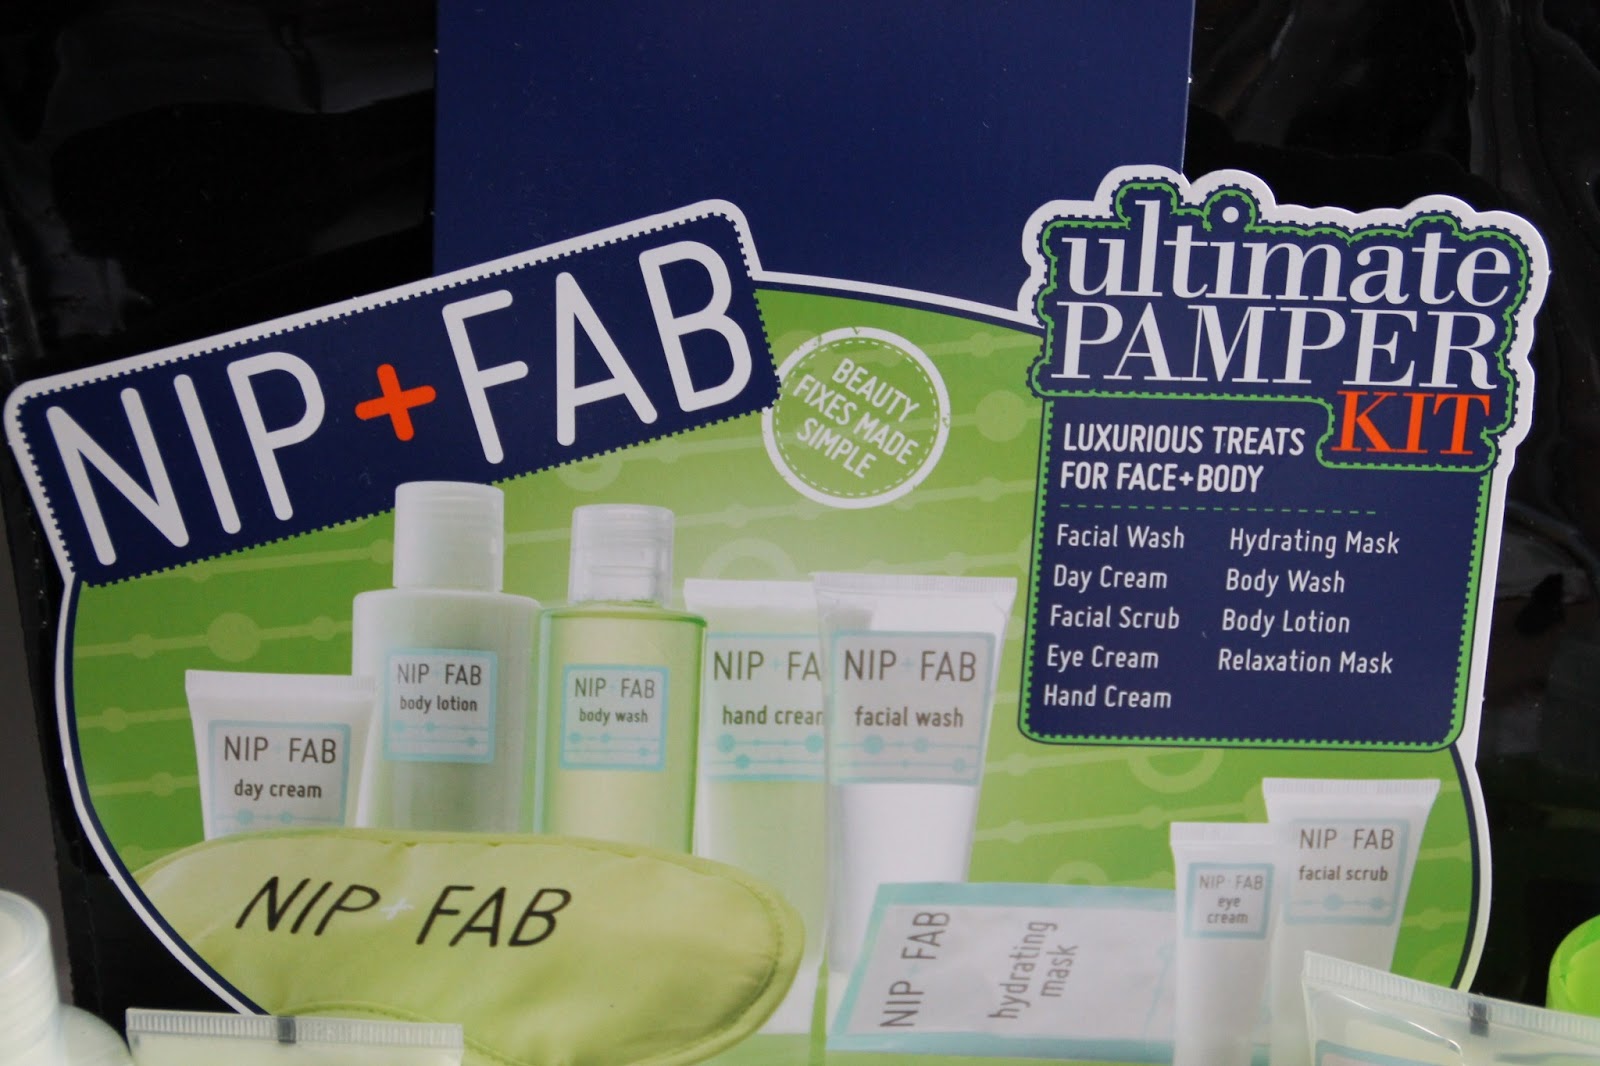 NIP + FAB
BEAUTY
FIXES MADE
SIMPLE
ultimate
PAMPER
KIT
LUXURIOUS TREATS
FOR FACE+BODY
Facial Wash
Day Cream
Facial Scrub
Eye Cream
Hand Cream
Hydrating Mask
Body Wash
Body Lotion
Relaxation Mask
NIP + FAB
day cream
NIP + FAB
body lotion
NIP + FAB
body wash
NIP + FA
hand crear
NIP + FAB
facial wash
NIP + FAB
NIP + FAB
hydrating
mask
NIP + FAB
eye
cream
NIP + FAB
facial scrub